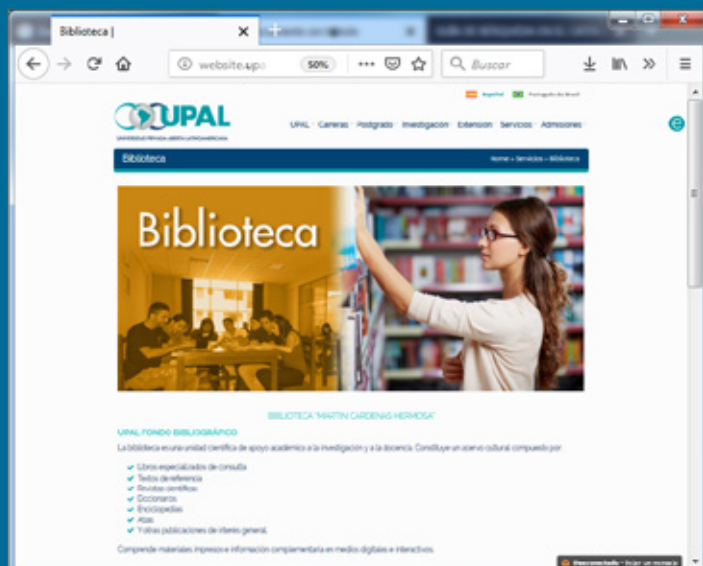 Biblioteca |
website.upa
50%
Buscar
Español Portugués do Brasil
UPAL
UNIVERSIDAD PRIVADA ABIERTA LATINOAMERICANA
UPAL Carreras Postgrado Investigación Extensión Servicios Admisiones
e
Biblioteca
Home » Servicios » Biblioteca
Biblioteca
BIBLIOTECA "MARTIN CARDENAS HERMOSA"
UPAL FONDO BIBLIOGRÁFICO
La biblioteca es una unidad científica de apoyo académico a la investigación y a la docencia. Constituye un acervo cultural compuesto por:
Libros especializados de consulta
Textos de referencia
Revistas científicas
Diccionarios
Enciclopedias
Atlas
Y otras publicaciones de interés general.
Comprende materiales impresos e información complementaria en medios digitales e interactivos.